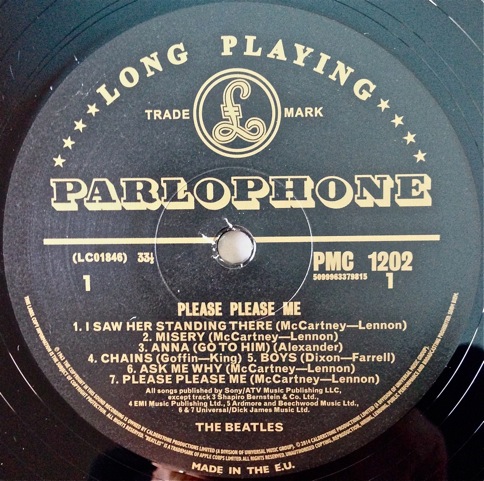 LONG PLAYING
TRADE MARK
£
PARLOPHONE
(LC01846) 33⅓
PMC 1202
5099963379815
1
1
PLEASE PLEASE ME
1. I SAW HER STANDING THERE (McCartney—Lennon)
2. MISERY (McCartney—Lennon)
3. ANNA (GO TO HIM) (Alexander)
4. CHAINS (Goffin—King) 5. BOYS (Dixon—Farrell)
6. ASK ME WHY (McCartney—Lennon)
7. PLEASE PLEASE ME (McCartney—Lennon)
All songs published by Sony/ATV Music Publishing LLC,
except track 3 Shapiro Bernstein & Co. Ltd.,
4 EMI Music Publishing Ltd., 5 Ardmore and Beechwood Music Ltd.,
6 & 7 Universal/Dick James Music Ltd.
THE BEATLES
MADE IN THE E.U.